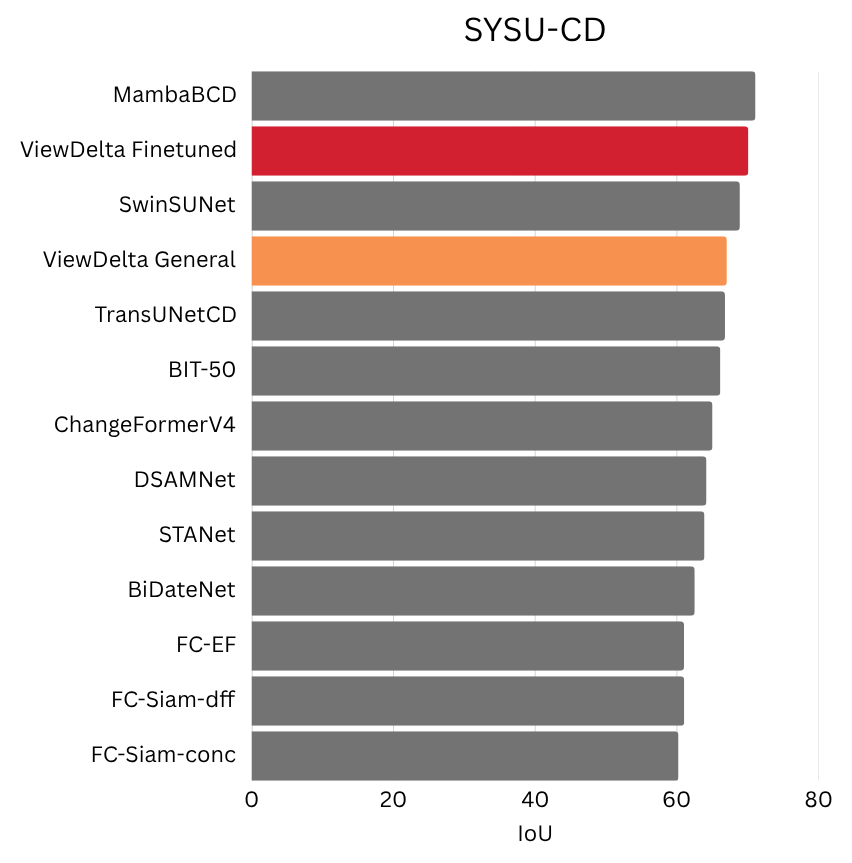 SYSU-CD
MambaBCD
ViewDelta Finetuned
SwinSUNet
ViewDelta General
TransUNetCD
BIT-50
ChangeFormerV4
DSAMNet
STANet
BiDateNet
FC-EF
FC-Siam-dff
FC-Siam-conc
0 20 40 60 80
IoU